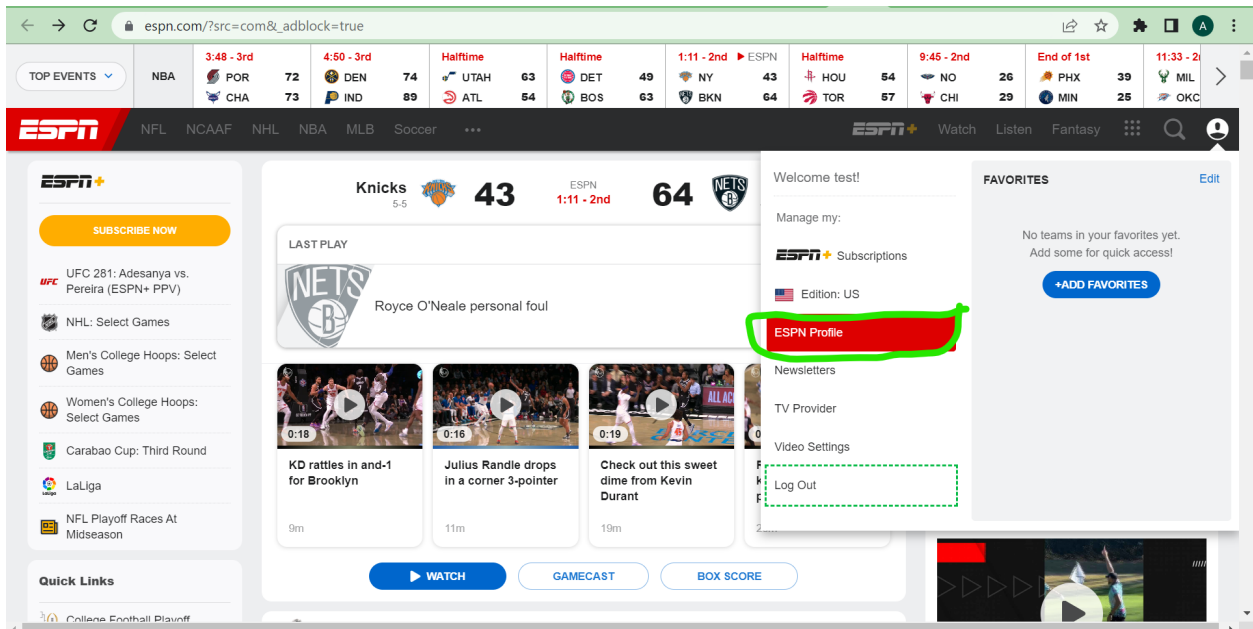 espn.com/?src=com&_adblock=true
A
TOP EVENTS
NBA
3:48 - 3rd
POR 72
CHA 73
4:50 - 3rd
DEN 74
IND 89
Halftime
UTAH 63
ATL 54
Halftime
DET 49
BOS 63
1:11 - 2nd ESPN
NY 43
BKN 64
Halftime
HOU 54
TOR 57
9:45 - 2nd
NO 26
CHI 29
End of 1st
PHX 39
MIN 25
11:33 -
MIL
OKC
ESPN NFL NCAAF NHL NBA MLB Soccer •••
ESPN+ Watch Listen Fantasy
ESPN+
SUBSCRIBE NOW
UFC
UFC 281: Adesanya vs.
Pereira (ESPN+ PPV)
NHL: Select Games
Men's College Hoops: Select
Games
Women's College Hoops:
Select Games
Carabao Cup: Third Round
LaLiga
NFL Playoff Races At
Midseason
Quick Links
College Football Playoff
Knicks
5-5
43
ESPN
1:11 - 2nd
64
NETS
B
LAST PLAY
NETS
B
Royce O'Neale personal foul
0:18
KD rattles in and-1
for Brooklyn
9m
0:16
Julius Randle drops
in a corner 3-pointer
11m
ALL AC
0:19
Check out this sweet
dime from Kevin
Durant
19m
WATCH
GAMECAST
BOX SCORE
Welcome test!
Manage my:
ESPN+ Subscriptions
Edition: US
ESPN Profile
Newsletters
TV Provider
Video Settings
Log Out
FAVORITES
Edit
No teams in your favorites yet.
Add some for quick access!
+ADD FAVORITES